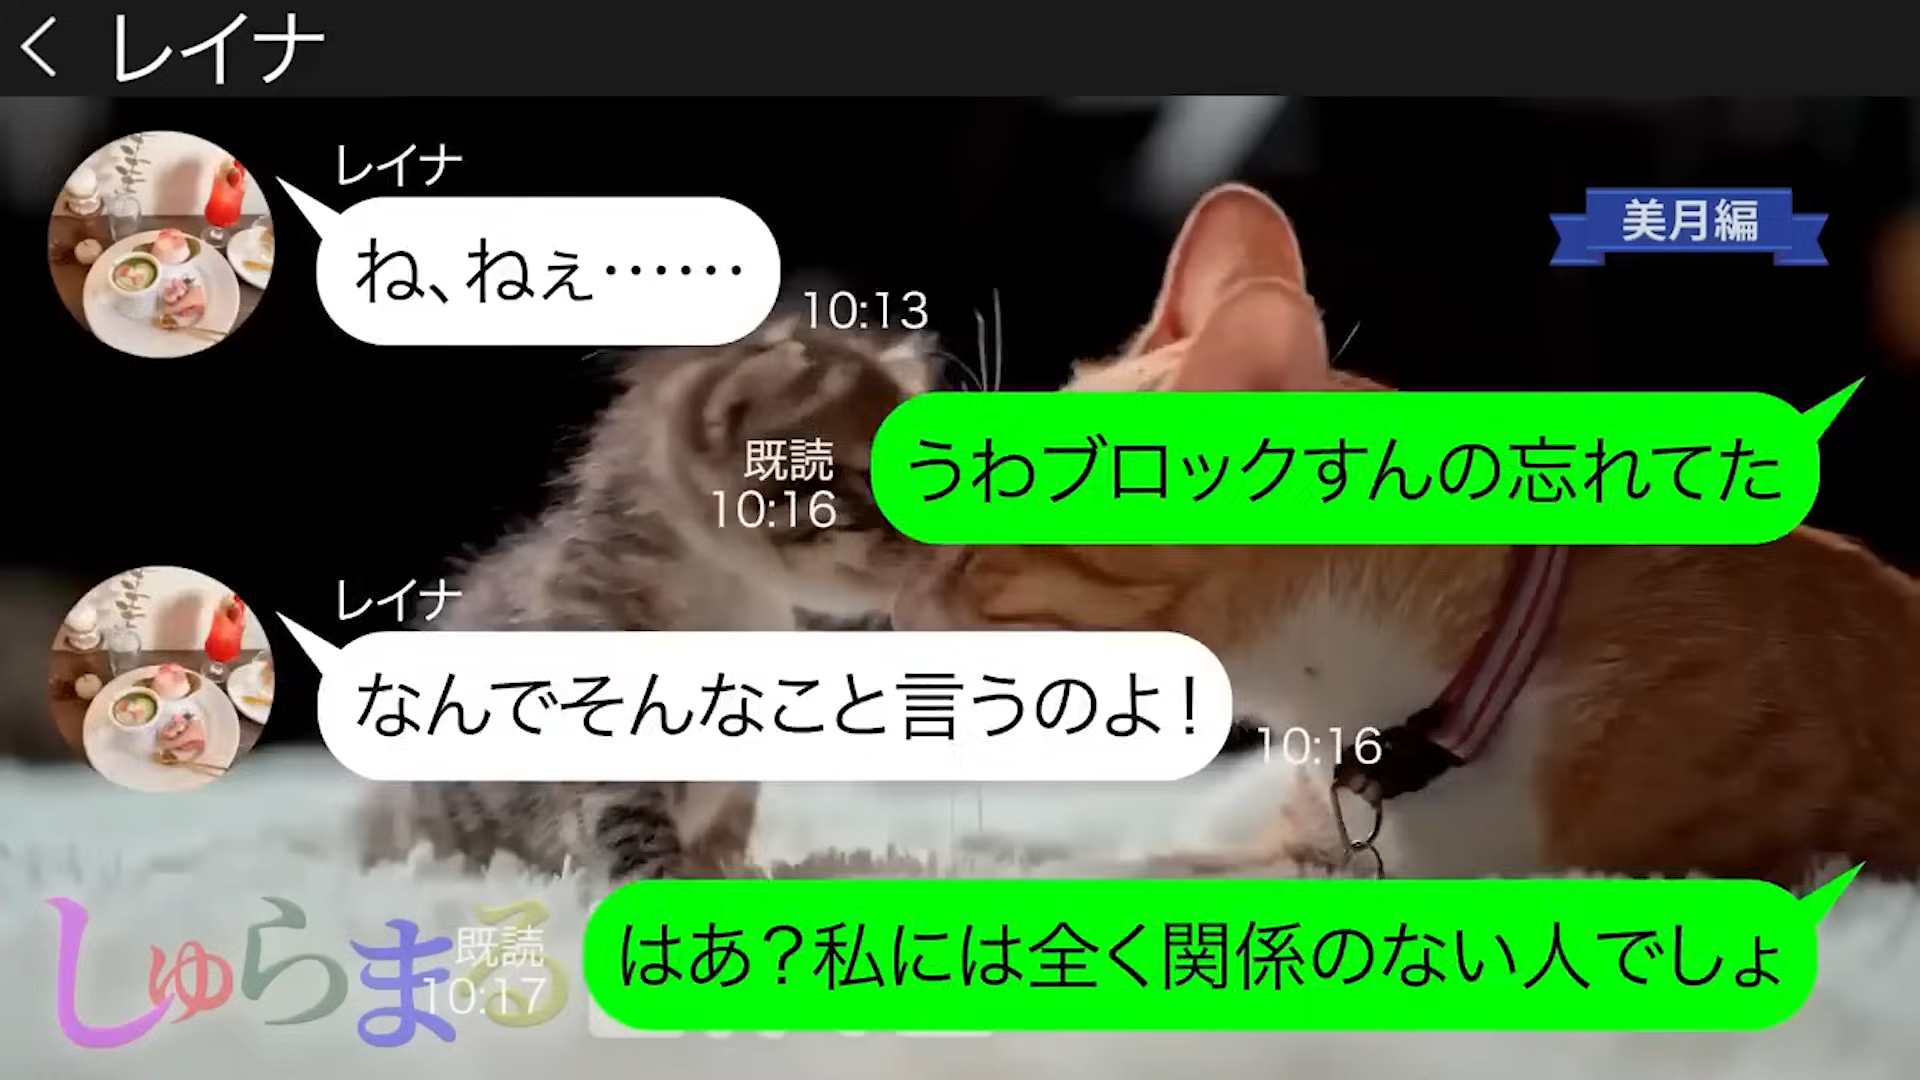 レイナ
美月編
レイナ
ね、ねぇ……
10:13
うわブロックすんの忘れてた
既読
10:16
レイナ
なんでそんなこと言うのよ！
10:16
はあ？私には全く関係のない人でしょ
既読
10:17
しゅらまる